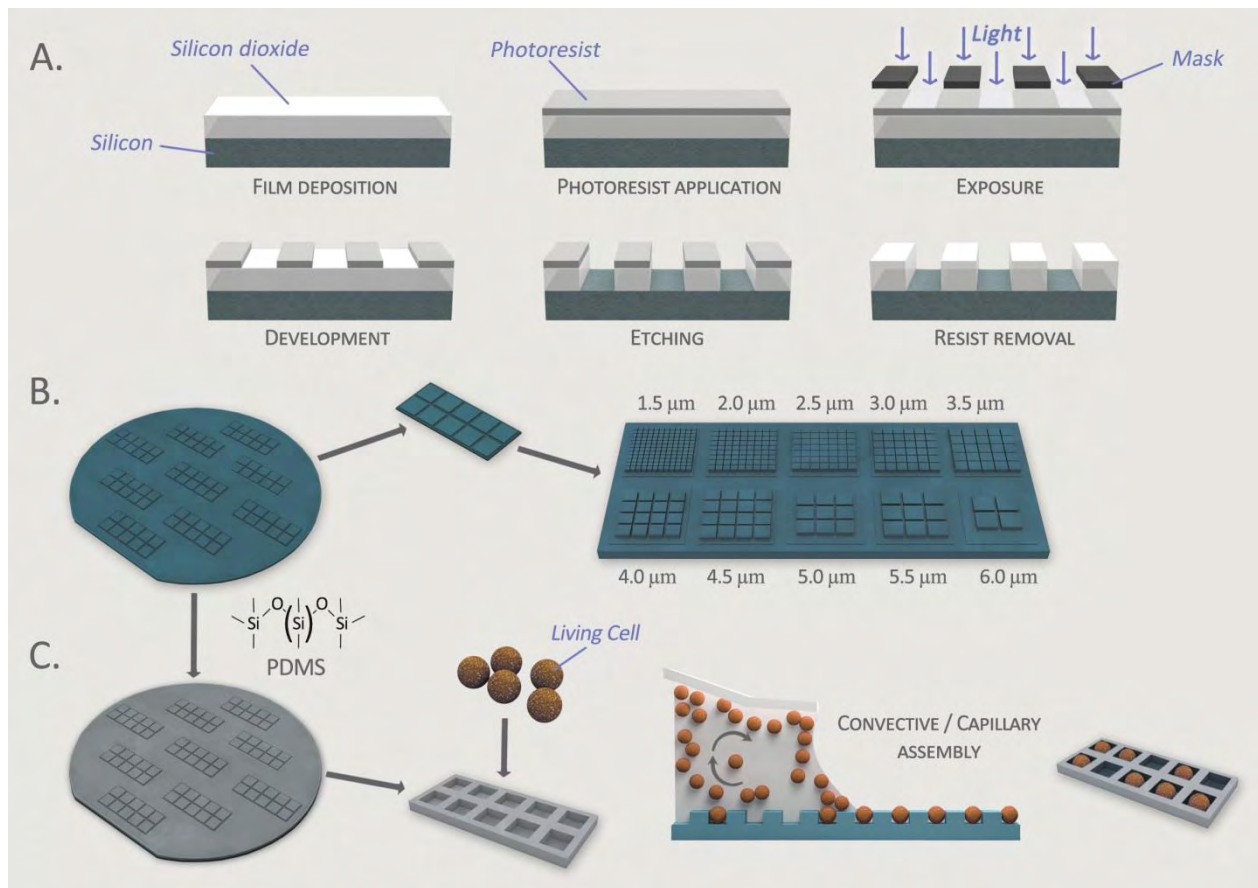 A.
Silicon dioxide
Silicon
FILM DEPOSITION
Photoresist
PHOTORESIST APPLICATION
Light
Mask
EXPOSURE
DEVELOPMENT
ETCHING
RESIST REMOVAL
B.
1.5 μm 2.0 μm 2.5 μm 3.0 μm 3.5 μm
4.0 μm 4.5 μm 5.0 μm 5.5 μm 6.0 μm
Si O (Si) O Si
PDMS
C.
Living Cell
CONVECTIVE / CAPILLARY
ASSEMBLY